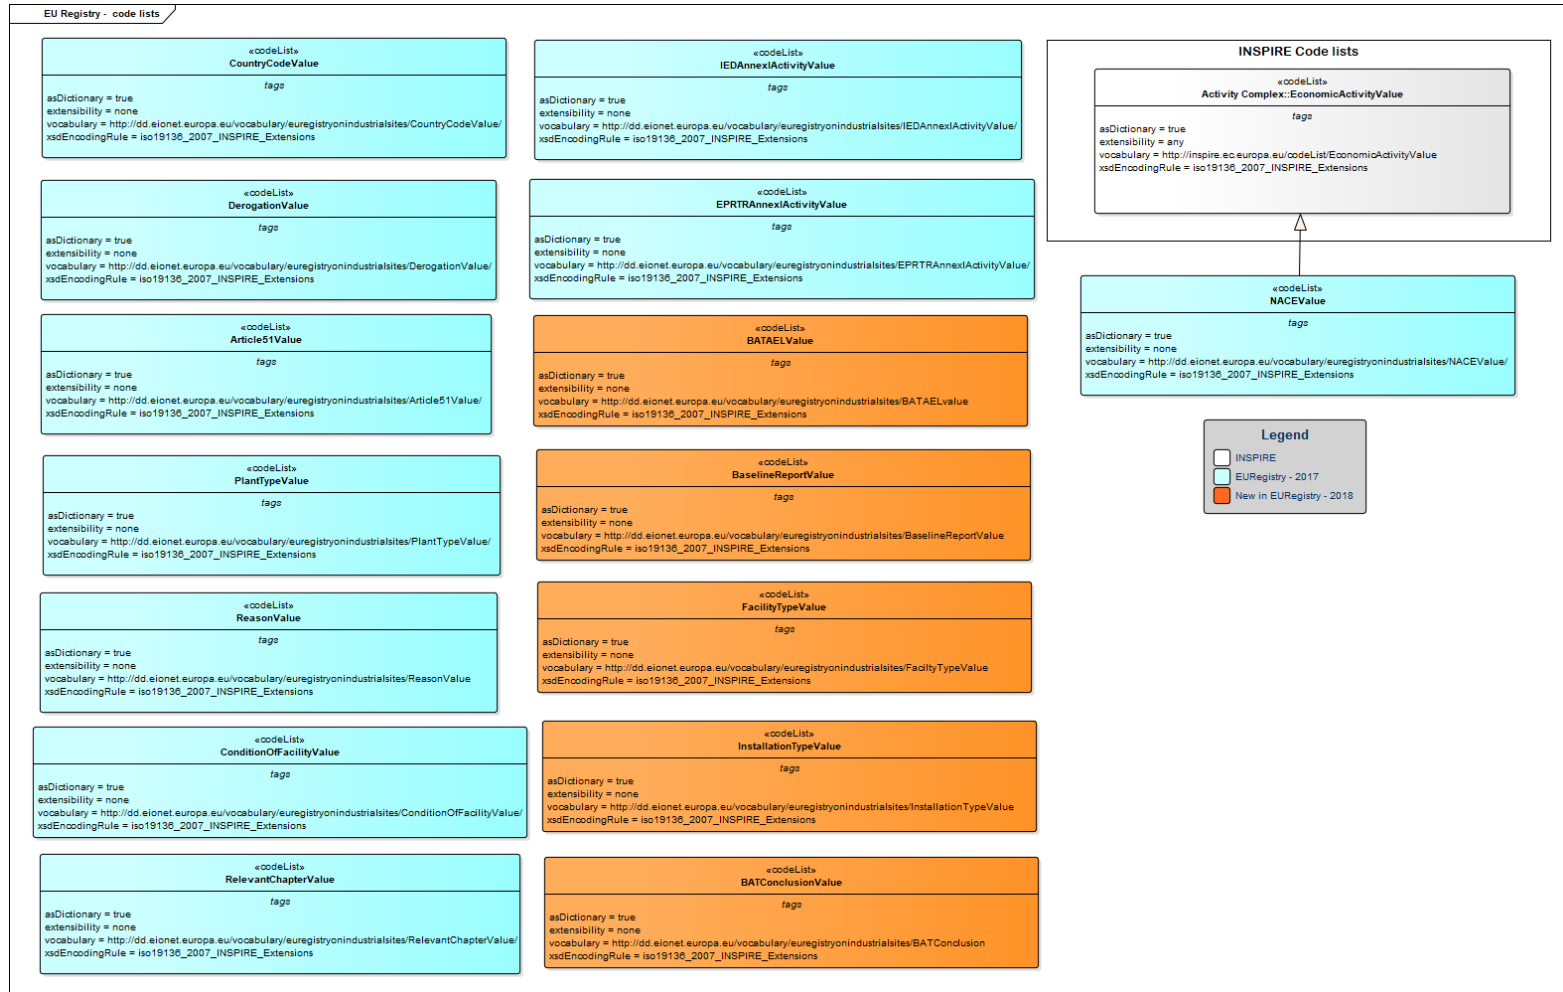 EU Registry - code lists
«codeList»
CountryCodeValue
tags
asDictionary = true
extensibility = none
vocabulary = http://dd.eionet.europa.eu/vocabulary/euregistryonindustrialsites/CountryCodeValue/
xsdEncodingRule = iso19136_2007_INSPIRE_Extensions
«codeList»
DerogationValue
tags
asDictionary = true
extensibility = none
vocabulary = http://dd.eionet.europa.eu/vocabulary/euregistryonindustrialsites/DerogationValue/
xsdEncodingRule = iso19136_2007_INSPIRE_Extensions
«codeList»
Article51Value
tags
asDictionary = true
extensibility = none
vocabulary = http://dd.eionet.europa.eu/vocabulary/euregistryonindustrialsites/Article51Value/
xsdEncodingRule = iso19136_2007_INSPIRE_Extensions
«codeList»
PlantTypeValue
tags
asDictionary = true
extensibility = none
vocabulary = http://dd.eionet.europa.eu/vocabulary/euregistryonindustrialsites/PlantTypeValue/
xsdEncodingRule = iso19136_2007_INSPIRE_Extensions
«codeList»
ReasonValue
tags
asDictionary = true
extensibility = none
vocabulary = http://dd.eionet.europa.eu/vocabulary/euregistryonindustrialsites/ReasonValue
xsdEncodingRule = iso19136_2007_INSPIRE_Extensions
«codeList»
ConditionOfFacilityValue
tags
asDictionary = true
extensibility = none
vocabulary = http://dd.eionet.europa.eu/vocabulary/euregistryonindustrialsites/ConditionOfFacilityValue/
xsdEncodingRule = iso19136_2007_INSPIRE_Extensions
«codeList»
RelevantChapterValue
tags
asDictionary = true
extensibility = none
vocabulary = http://dd.eionet.europa.eu/vocabulary/euregistryonindustrialsites/RelevantChapterValue/
xsdEncodingRule = iso19136_2007_INSPIRE_Extensions
«codeList»
IEDAnnexIActivityValue
tags
asDictionary = true
extensibility = none
vocabulary = http://dd.eionet.europa.eu/vocabulary/euregistryonindustrialsites/IEDAnnexIActivityValue/
xsdEncodingRule = iso19136_2007_INSPIRE_Extensions
«codeList»
EPRTRAnnexIActivityValue
tags
asDictionary = true
extensibility = none
vocabulary = http://dd.eionet.europa.eu/vocabulary/euregistryonindustrialsites/EPRTRAnnexIActivityValue/
xsdEncodingRule = iso19136_2007_INSPIRE_Extensions
«codeList»
BATAELValue
tags
asDictionary = true
extensibility = none
vocabulary = http://dd.eionet.europa.eu/vocabulary/euregistryonindustrialsites/BATAELvalue
xsdEncodingRule = iso19136_2007_INSPIRE_Extensions
«codeList»
BaselineReportValue
tags
asDictionary = true
extensibility = none
vocabulary = http://dd.eionet.europa.eu/vocabulary/euregistryonindustrialsites/BaselineReportValue
xsdEncodingRule = iso19136_2007_INSPIRE_Extensions
«codeList»
FacilityTypeValue
tags
asDictionary = true
extensibility = none
vocabulary = http://dd.eionet.europa.eu/vocabulary/euregistryonindustrialsites/FaciltyTypeValue
xsdEncodingRule = iso19136_2007_INSPIRE_Extensions
«codeList»
InstallationTypeValue
tags
asDictionary = true
extensibility = none
vocabulary = http://dd.eionet.europa.eu/vocabulary/euregistryonindustrialsites/InstallationTypeValue
xsdEncodingRule = iso19136_2007_INSPIRE_Extensions
«codeList»
BATConclusionValue
tags
asDictionary = true
extensibility = none
vocabulary = http://dd.eionet.europa.eu/vocabulary/euregistryonindustrialsites/BATConclusion
xsdEncodingRule = iso19136_2007_INSPIRE_Extensions
INSPIRE Code lists
«codeList»
Activity Complex::EconomicActivityValue
tags
asDictionary = true
extensibility = any
vocabulary = http://inspire.ec.europa.eu/codeList/EconomicActivityValue
xsdEncodingRule = iso19136_2007_INSPIRE_Extensions
«codeList»
NACEValue
tags
asDictionary = true
extensibility = none
vocabulary = http://dd.eionet.europa.eu/vocabulary/euregistryonindustrialsites/NACEValue/
xsdEncodingRule = iso19136_2007_INSPIRE_Extensions
Legend
INSPIRE
EURegistry - 2017
New in EURegistry - 2018